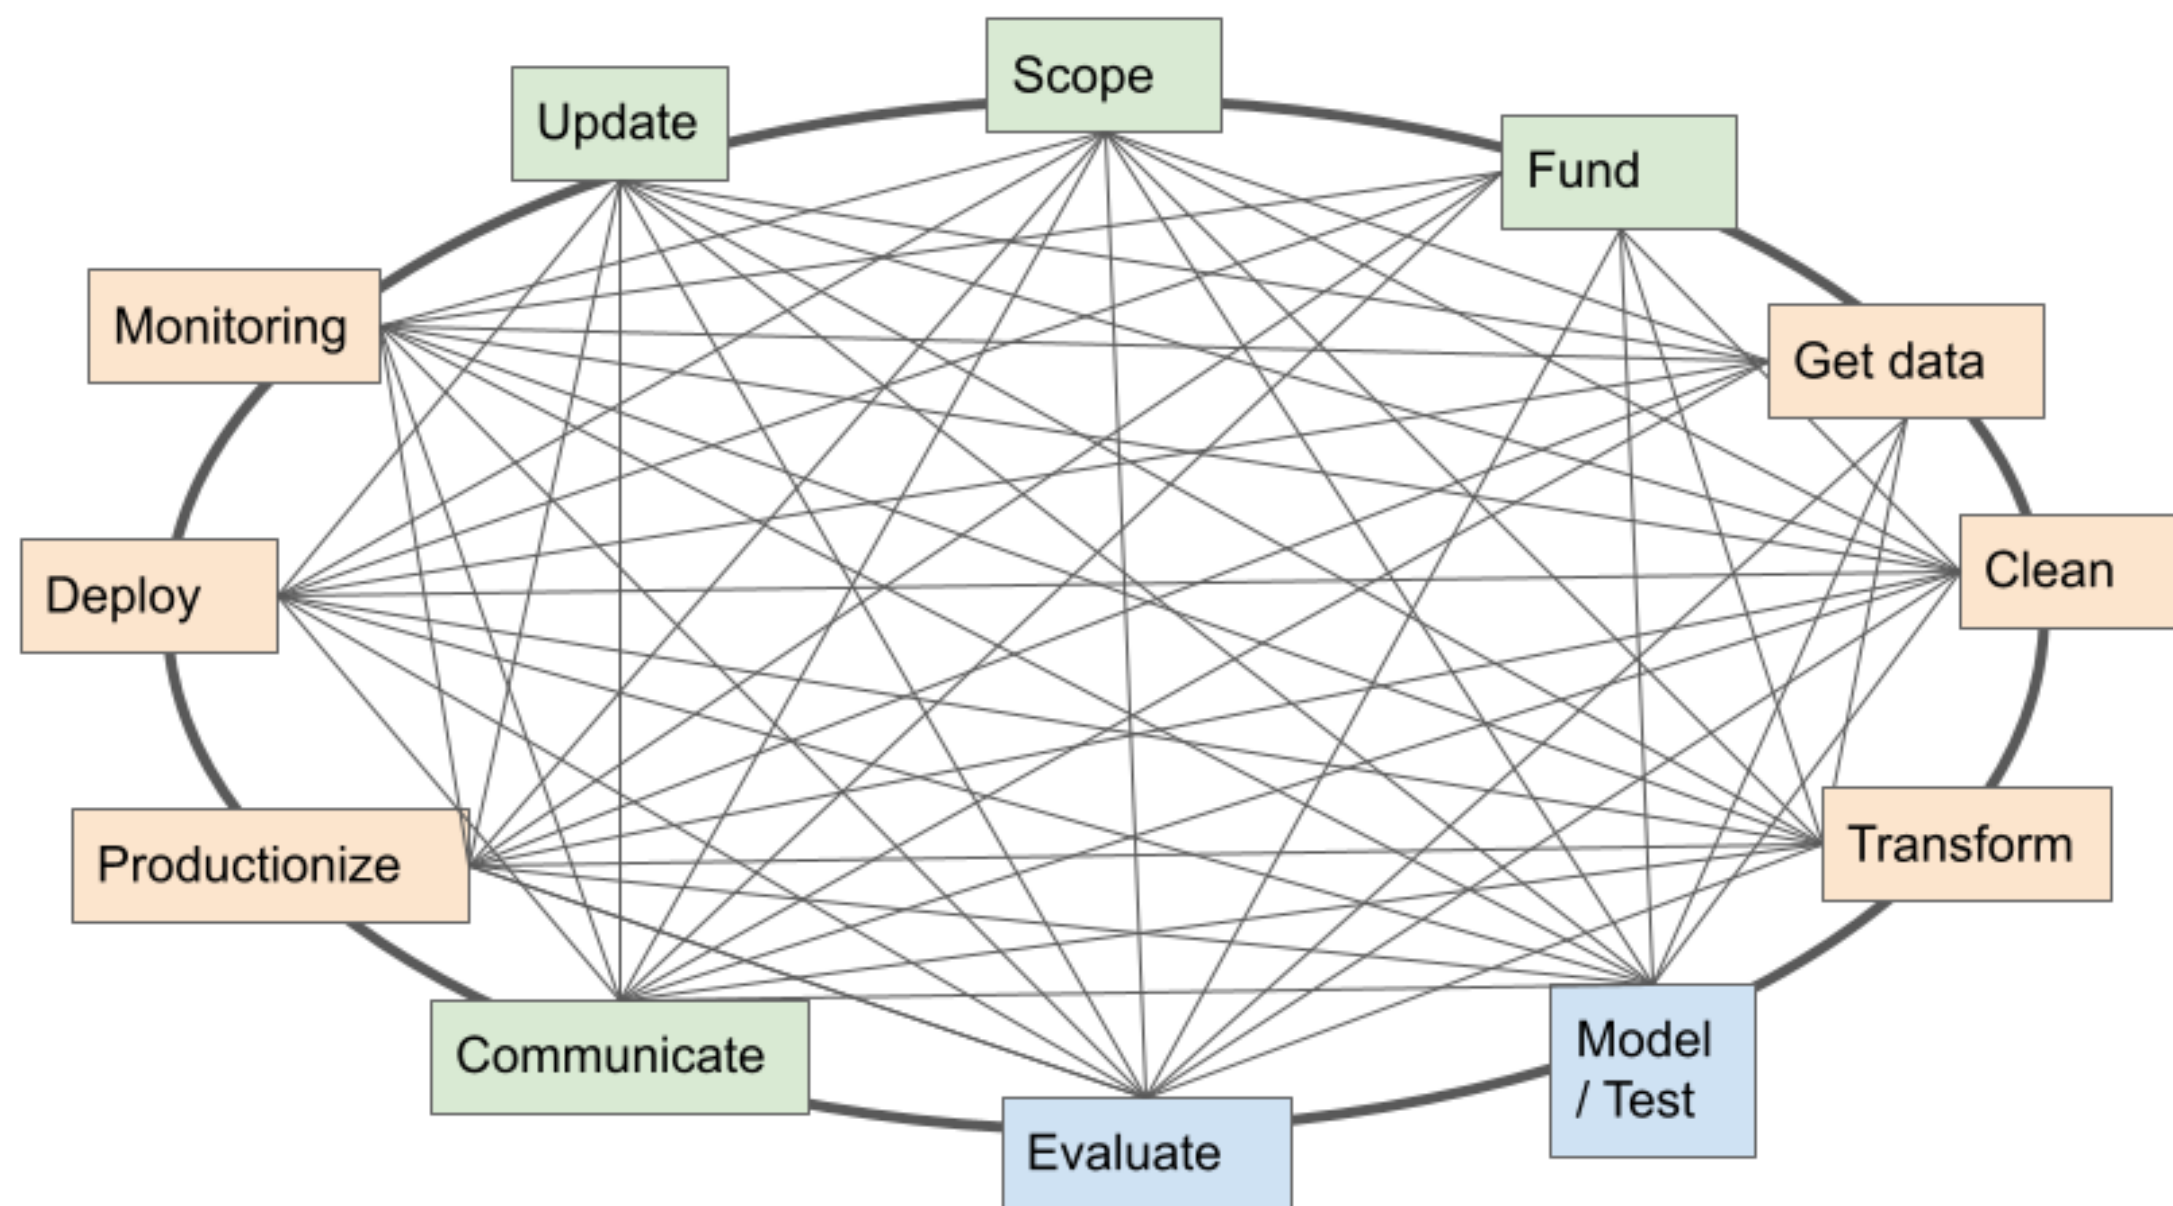 Scope
Update
Fund
Monitoring
Get data
Deploy
Clean
Productionize
Transform
Communicate
Model
/ Test
Evaluate